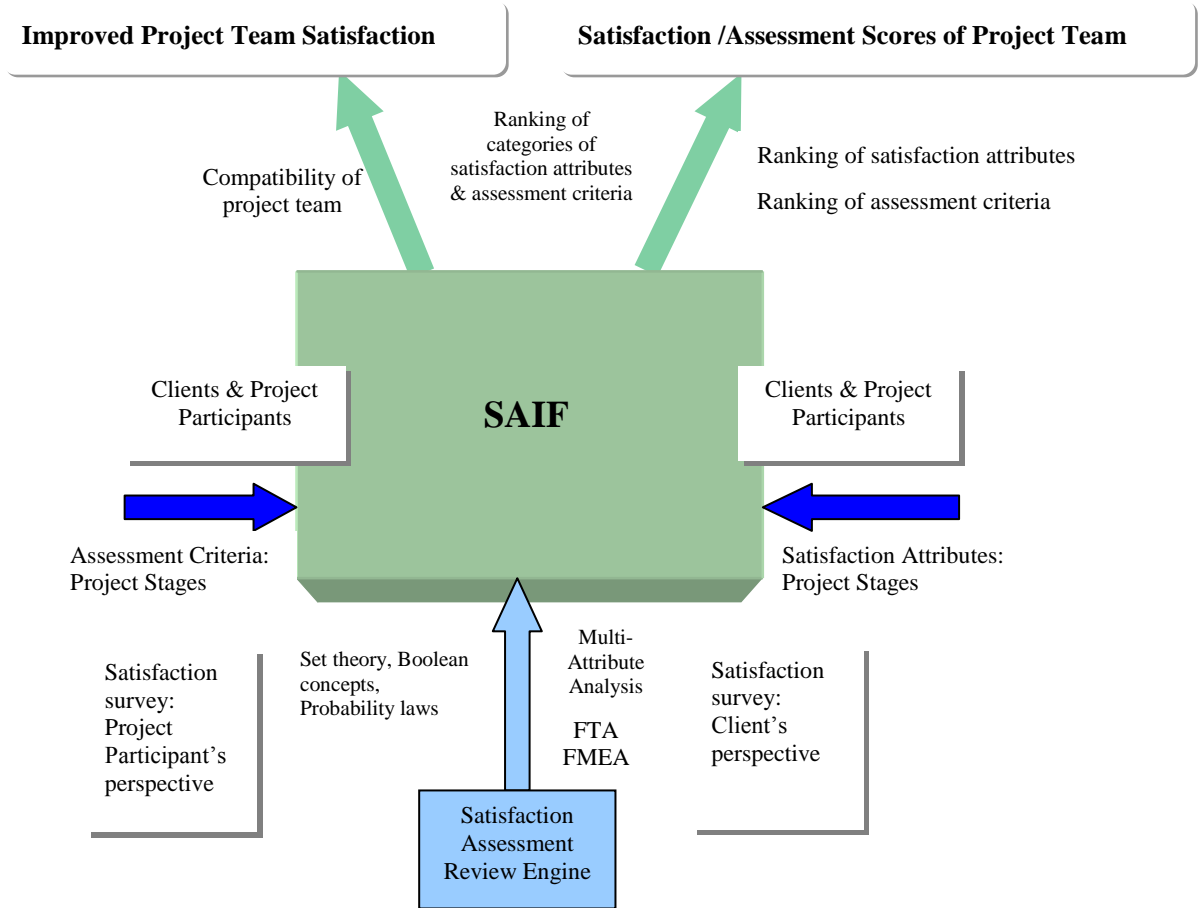 Improved Project Team Satisfaction
Satisfaction /Assessment Scores of Project Team
Ranking of
categories of
satisfaction attributes
& assessment criteria
Compatibility of
project team
Ranking of satisfaction attributes
Ranking of assessment criteria
Clients & Project
Participants
SAIF
Clients & Project
Participants
Assessment Criteria:
Project Stages
Satisfaction Attributes:
Project Stages
Satisfaction
survey:
Project
Participant’s
perspective
Set theory, Boolean
concepts,
Probability laws
Multi-
Attribute
Analysis
FTA
FMEA
Satisfaction
survey:
Client’s
perspective
Satisfaction
Assessment
Review Engine